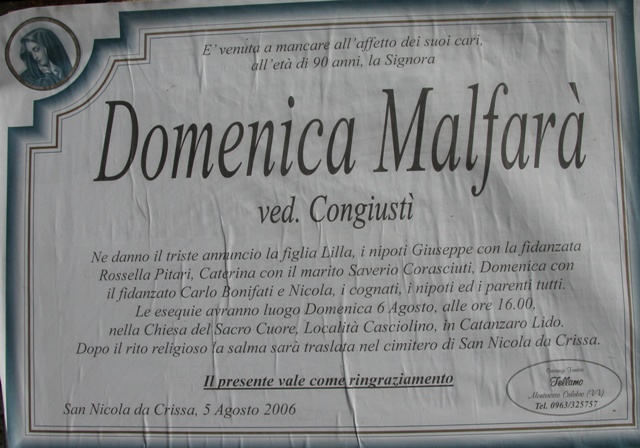 E' venuta a mancare all'affetto dei suoi cari,
all'età di 90 anni, la Signora
Domenica Malfarà
ved. Congiustì
Ne danno il triste annuncio la figlia Lilla, i nipoti Giuseppe con la fidanzata
Rossella Pitari, Caterina con il marito Saverio Corasciuti, Domenica con
il fidanzato Carlo Bonifati e Nicola, i cognati, i nipoti ed i parenti tutti.
Le esequie avranno luogo Domenica 6 Agosto, alle ore 16.00,
nella Chiesa del Sacro Cuore, Località Casciolino, in Catanzaro Lido.
Dopo il rito religioso la salma sarà traslata nel cimitero di San Nicola da Crissa.
Il presente vale come ringraziamento
San Nicola da Crissa, 5 Agosto 2006
Tellamo
(VV)
Tel. 0963/325757